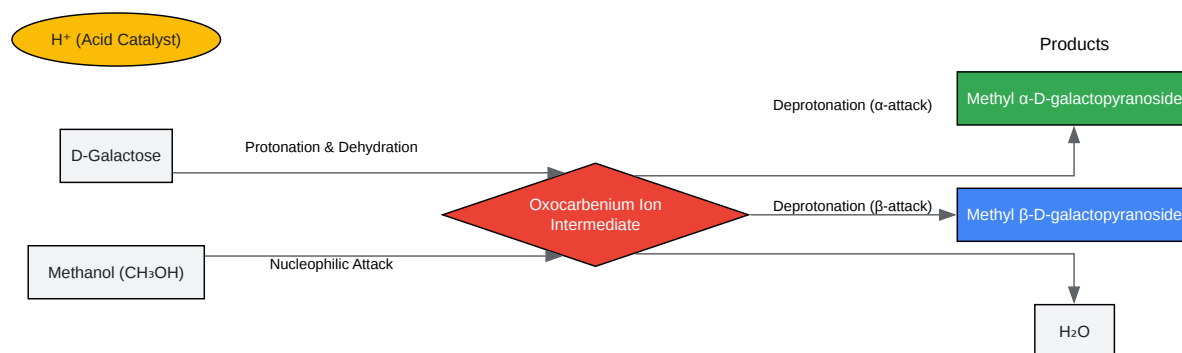 H⁺ (Acid Catalyst)
Products
Methyl α-D-galactopyranoside
Deprotonation (α-attack)
D-Galactose
Protonation & Dehydration
Oxocarbenium Ion
Intermediate
Deprotonation (β-attack)
Methyl β-D-galactopyranoside
Methanol (CH₃OH)
Nucleophilic Attack
H₂O